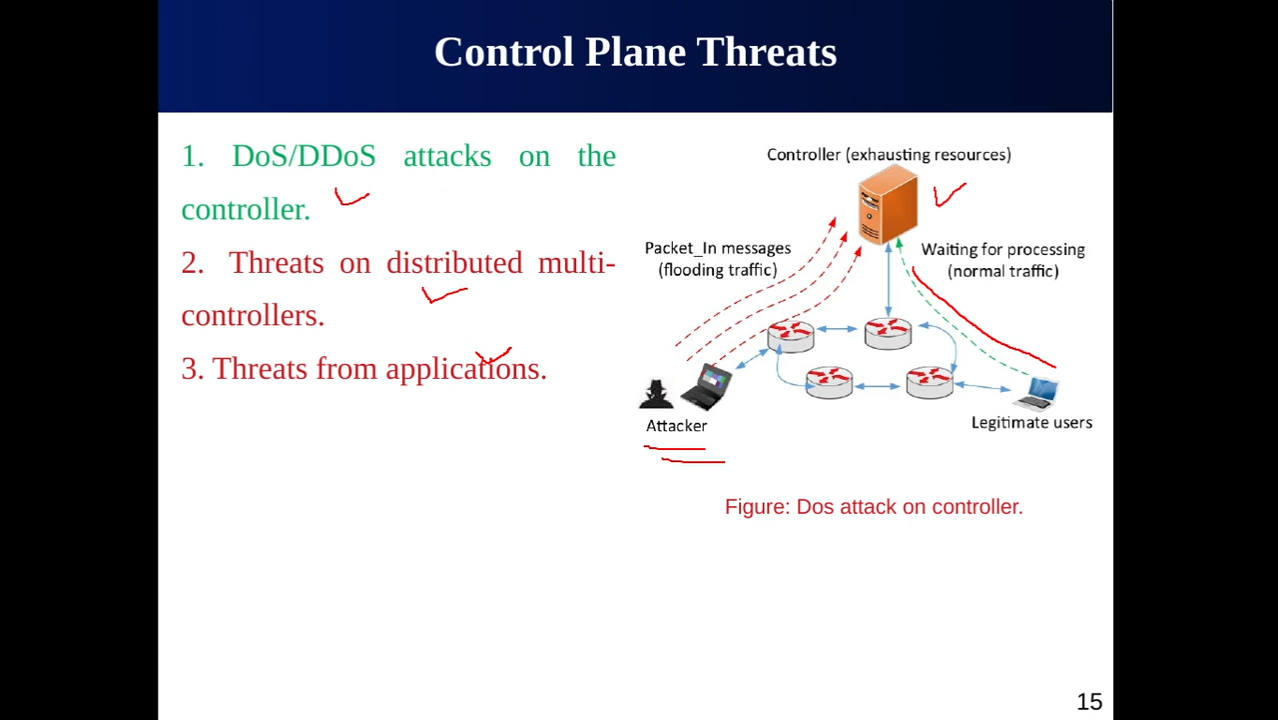 Control Plane Threats
1. DoS/DDoS attacks on the
controller.
2. Threats on distributed multi-
controllers.
3. Threats from applications.
Controller (exhausting resources)
Packet_In messages
(flooding traffic)
Waiting for processing
(normal traffic)
Attacker
Legitimate users
Figure: Dos attack on controller.
15